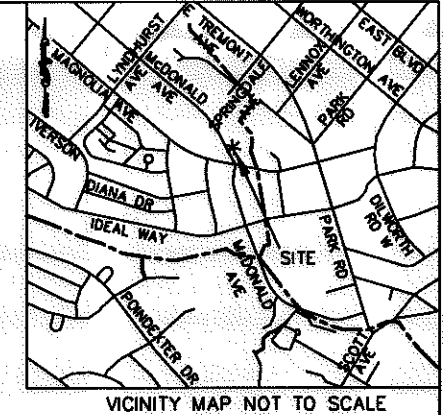 E TREMONT AVE
WORTHINGTON AVE
EAST BLVD
LYNDHURST AVE
McDONALD AVE
SPRINGDALE AVE
LENNOX AVE
MAGNOLIA AVE
PARK RD
IVERSON
DIANA DR
IDEAL WAY
DILWORTH RD W
PARK RD
SITE
McDONALD AVE
POINDEXTER DR
SCOTT AVE
VICINITY MAP NOT TO SCALE